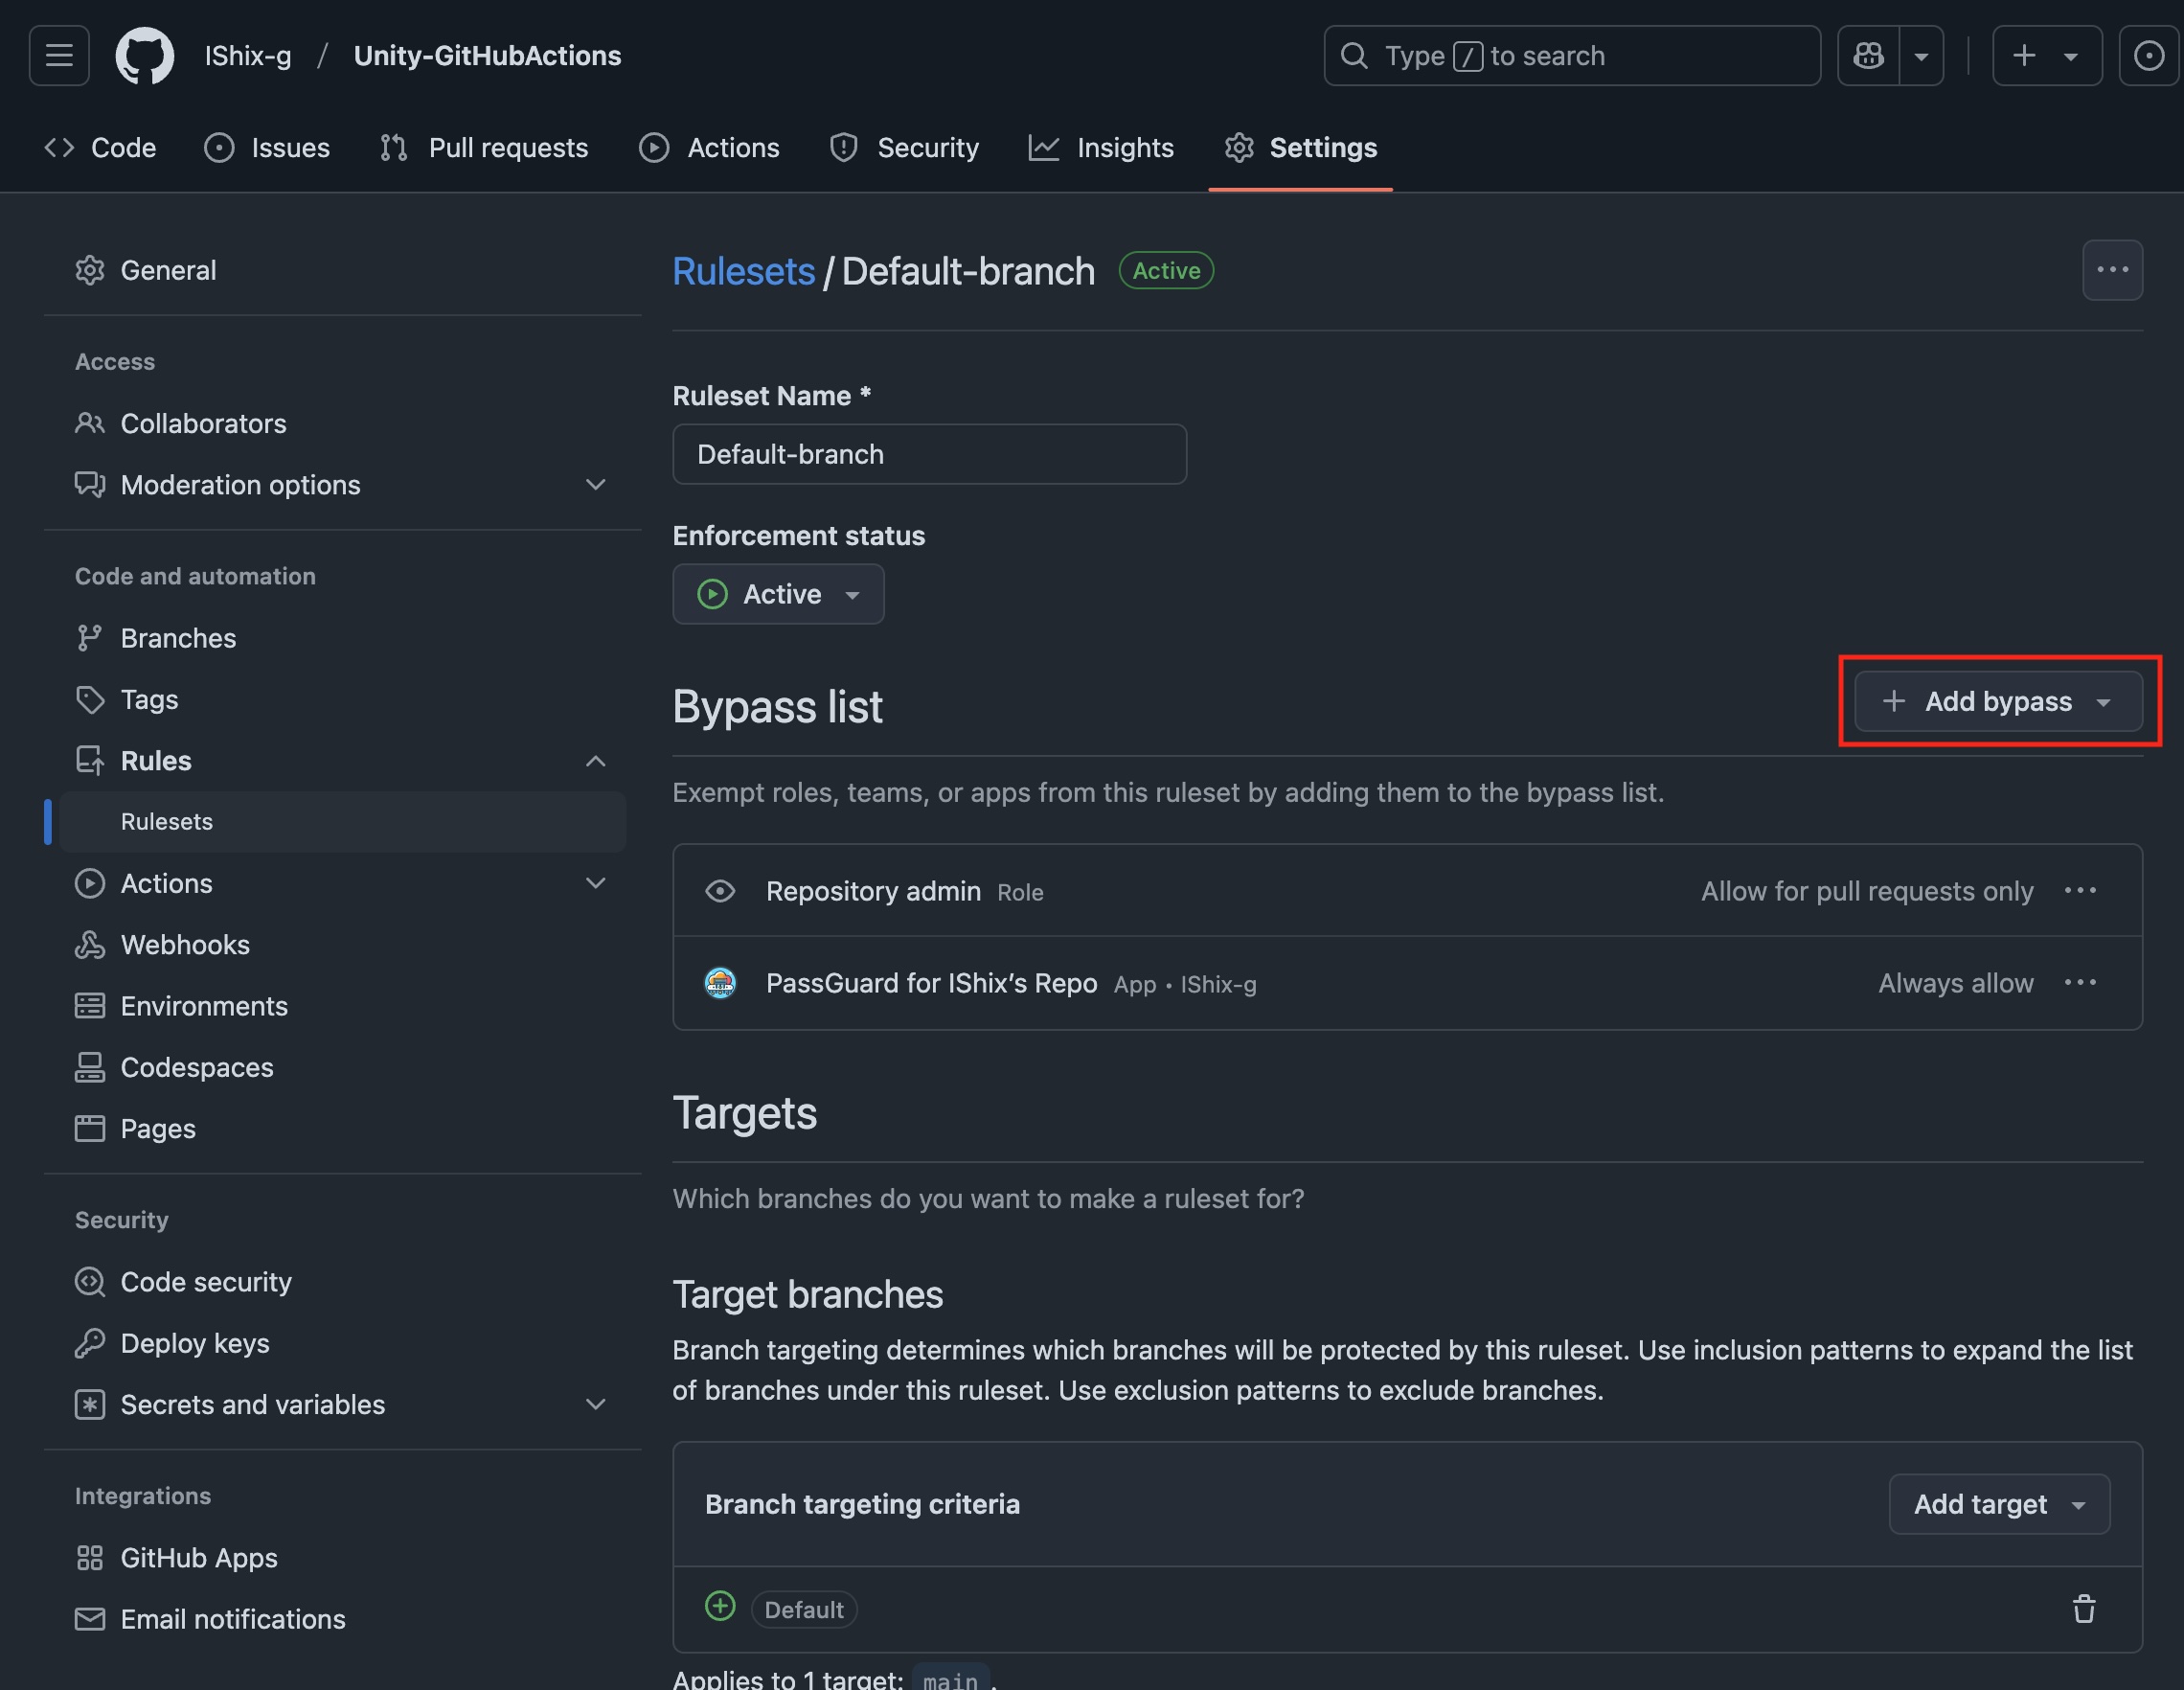 IShix-g / Unity-GitHubActions
Type / to search
Code Issues Pull requests Actions Security Insights Settings
General
Access
Collaborators
Moderation options
Code and automation
Branches
Tags
Rules
Rulesets
Actions
Webhooks
Environments
Codespaces
Pages
Security
Code security
Deploy keys
Secrets and variables
Integrations
GitHub Apps
Email notifications
Rulesets / Default-branch Active
Ruleset Name *
Default-branch
Enforcement status
Active
Bypass list
Add bypass
Exempt roles, teams, or apps from this ruleset by adding them to the bypass list.
Repository admin Role Allow for pull requests only
PassGuard for IShix’s Repo App • IShix-g Always allow
Targets
Which branches do you want to make a ruleset for?
Target branches
Branch targeting determines which branches will be protected by this ruleset. Use inclusion patterns to expand the list
of branches under this ruleset. Use exclusion patterns to exclude branches.
Branch targeting criteria
Add target
Default
Applies to 1 target: main .